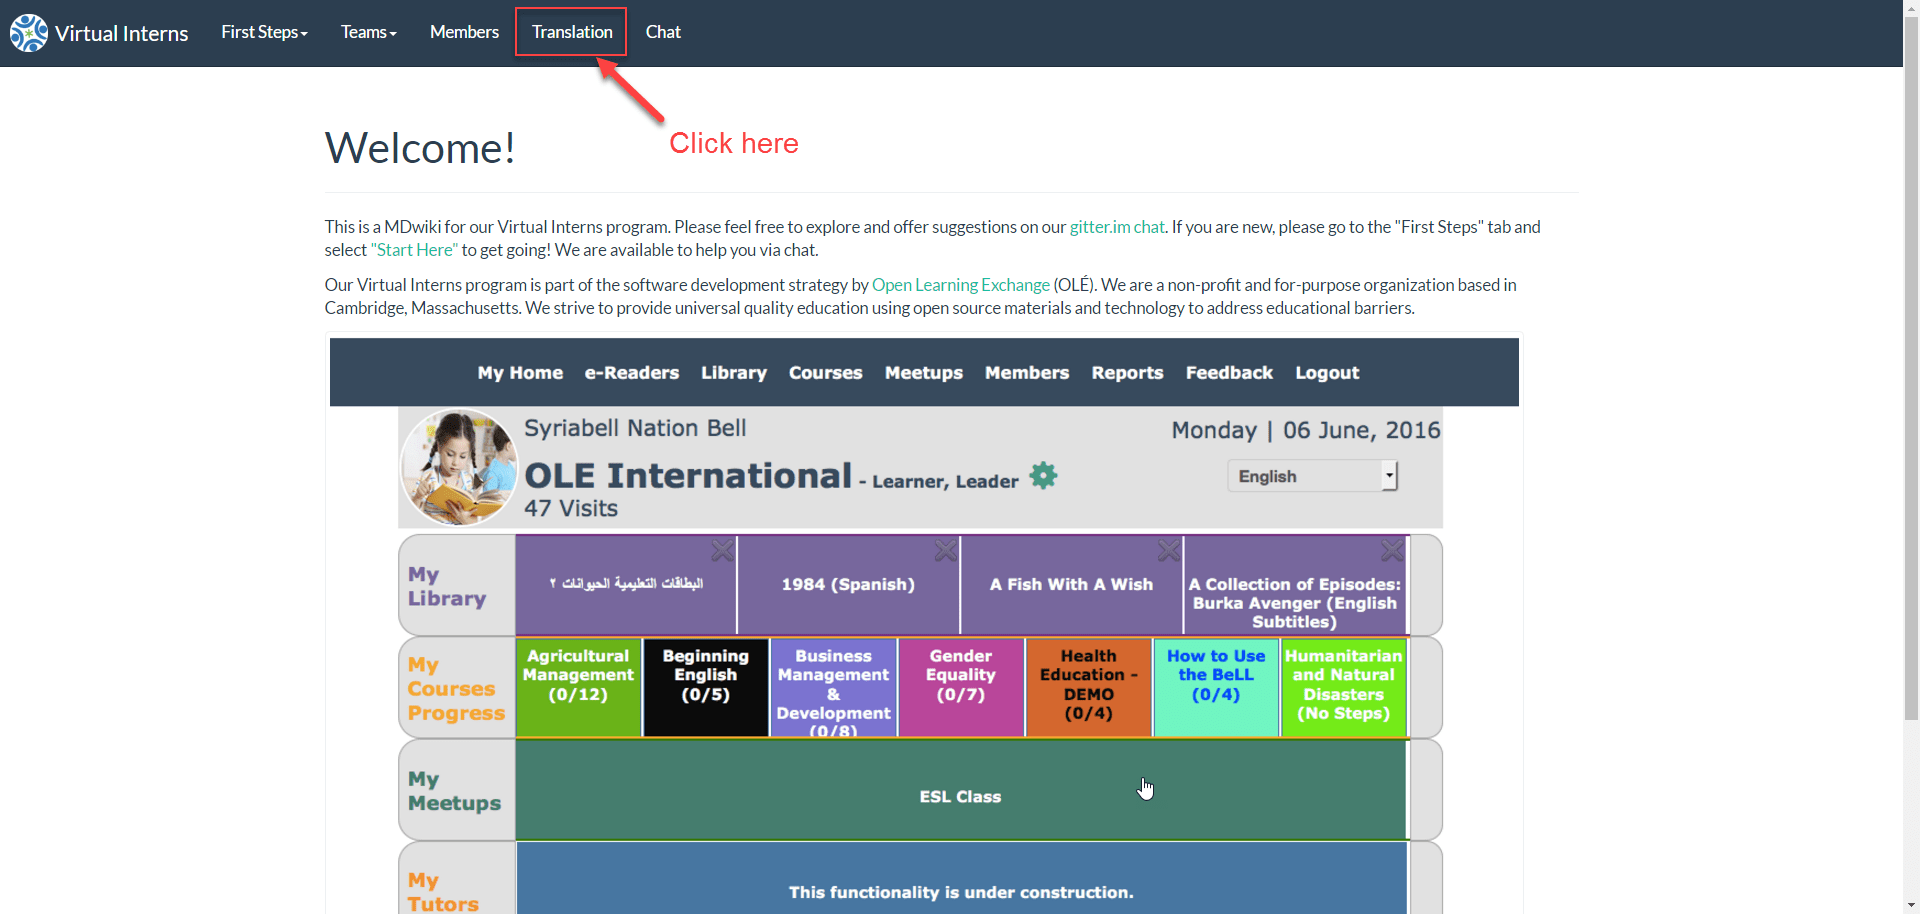 Virtual Interns First Steps Teams Members Translation Chat
Click here
Welcome!
This is a MDwiki for our Virtual Interns program. Please feel free to explore and offer suggestions on our gitter.im chat. If you are new, please go to the "First Steps" tab and
select "Start Here" to get going! We are available to help you via chat.
Our Virtual Interns program is part of the software development strategy by Open Learning Exchange (OLÉ). We are a non-profit and for-purpose organization based in
Cambridge, Massachusetts. We strive to provide universal quality education using open source materials and technology to address educational barriers.
My Home e-Readers Library Courses Meetups Members Reports Feedback Logout
Syriabell Nation Bell
Monday | 06 June, 2016
OLE International - Learner, Leader
English
47 Visits
My
Library
البطاقات التعليمية الحيوانات ٢
1984 (Spanish)
A Fish With A Wish
A Collection of Episodes:
Burka Avenger (English
Subtitles)
My
Courses
Progress
Agricultural
Management
(0/12)
Beginning
English
(0/5)
Business
Management
&
Development
(0/8)
Gender
Equality
(0/7)
Health
Education -
DEMO
(0/4)
How to Use
the BeLL
(0/4)
Humanitarian
and Natural
Disasters
(No Steps)
My
Meetups
ESL Class
My
Tutors
This functionality is under construction.